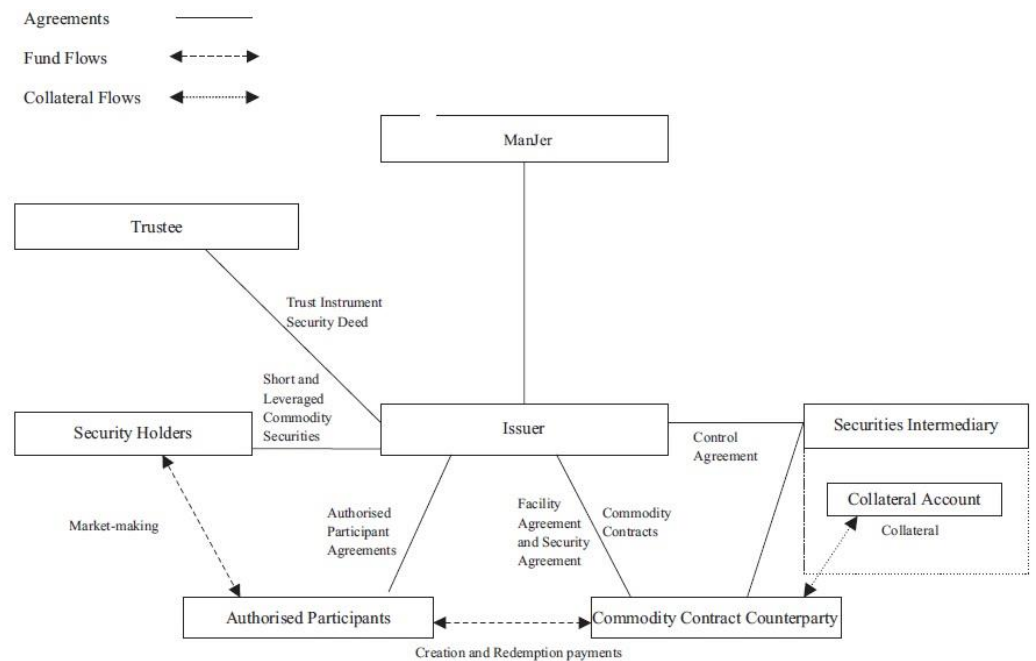 Agreements
Fund Flows
Collateral Flows
ManJer
Trustee
Trust Instrument
Security Deed
Short and
Leveraged
Commodity
Securities
Security Holders
Issuer
Control
Agreement
Securities Intermediary
Collateral Account
Collateral
Market-making
Authorised
Participant
Agreements
Facility
Agreement
and Security
Agreement
Commodity
Contracts
Authorised Participants
Commodity Contract Counterparty
Creation and Redemption payments